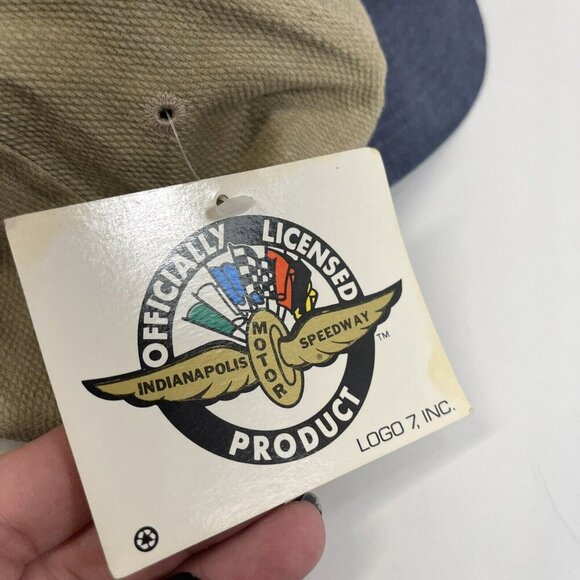 OFFICIALLY LICENSED
INDIANAPOLIS MOTOR SPEEDWAY ®
TM
PRODUCT
LOGO 7, INC.